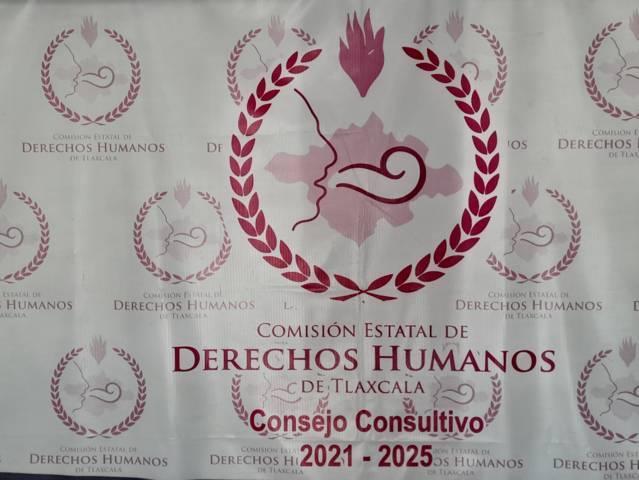 COMISIÓN ESTATAL DE
DERECHOS HUMANOS
DE TLAXCALA
Consejo Consultivo
2021 - 2025
COMISIÓN ESTATAL DE
DERECHOS HUMANOS
DE TLAXCALA
COMISIÓN ESTATAL DE
DERECHOS HUMANOS
DE TLAXCALA
COMISIÓN ESTATAL DE
DERECHOS HUMANOS
DE TLAXCALA
COMISIÓN ESTATAL DE
DERECHOS HUMANOS
DE TLAXCALA